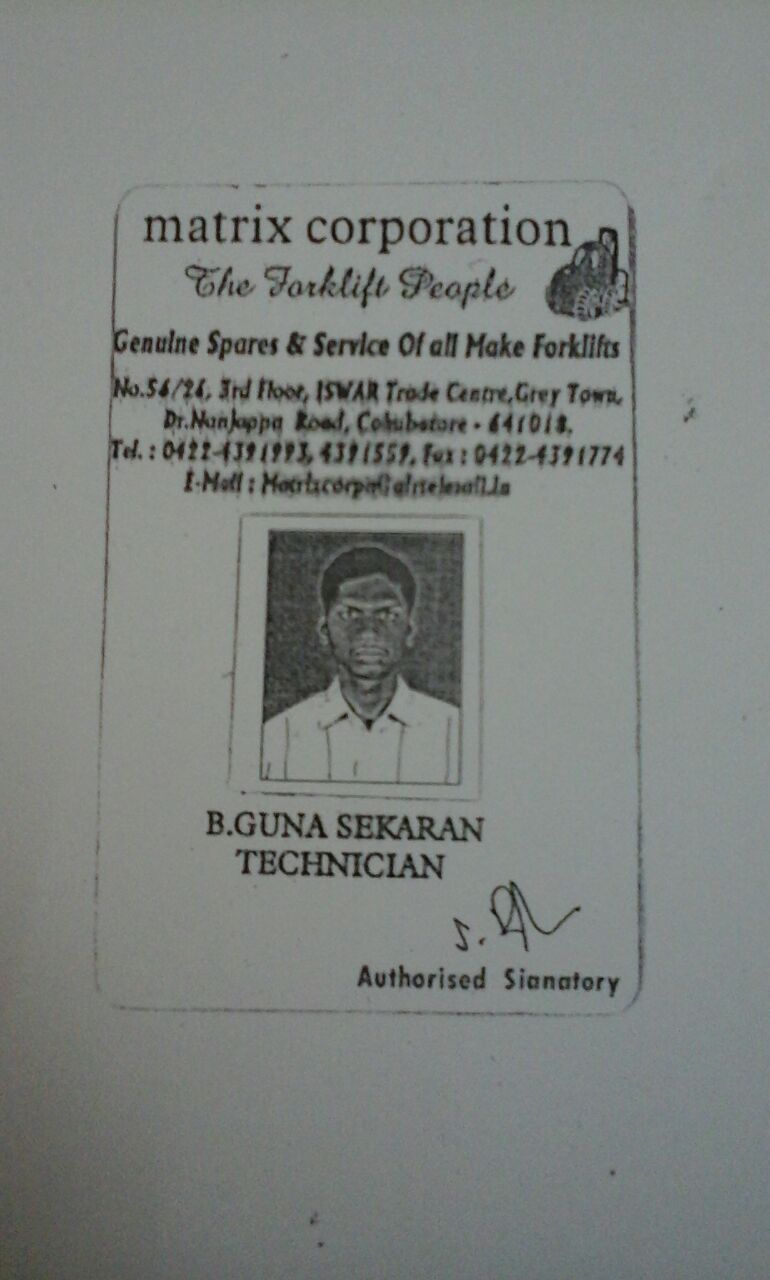 matrix corporation
The Forklift People
Genuine Spares & Service Of all Make Forklifts
No.54/24, 3rd Floor, ISWAR Trade Centre, Grey Town,
Dr.Nanjappa Road, Coimbatore - 641018.
Tel. : 0422-4391993, 4391559, Fax : 0422-4391774
E-Mail :
B.GUNA SEKARAN
TECHNICIAN
Authorised Signatory